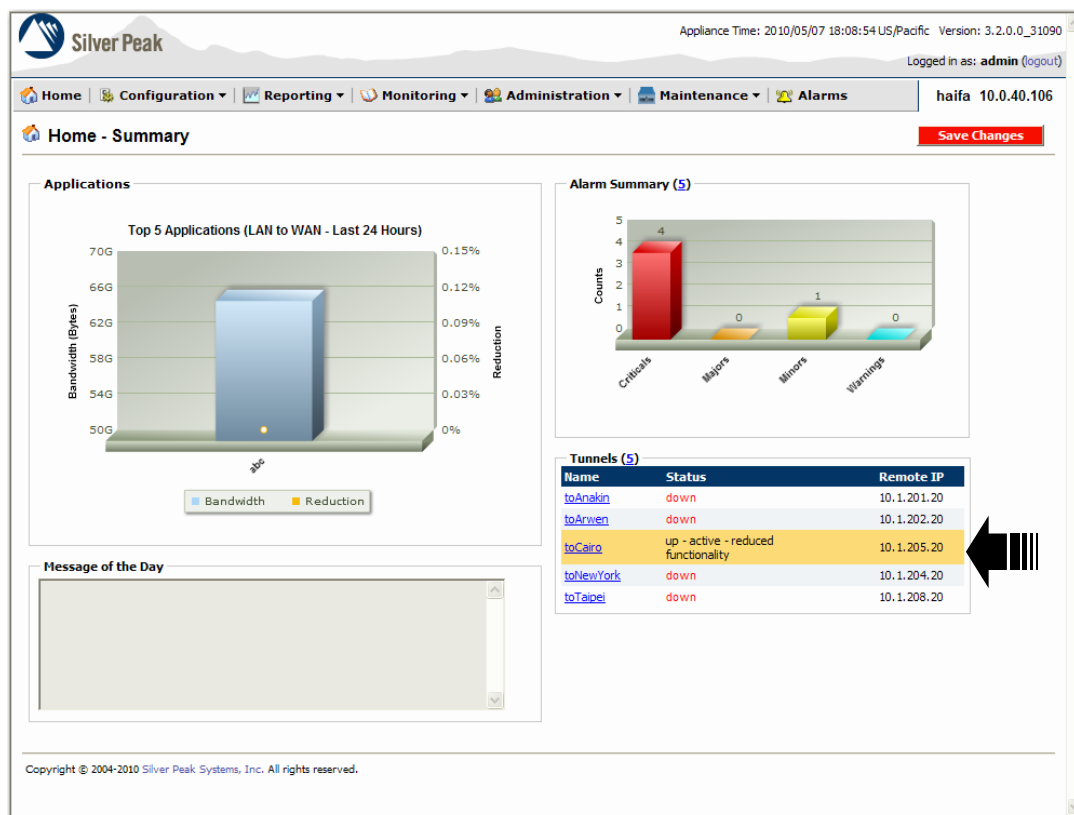 Silver Peak
Appliance Time: 2010/05/07 18:08:54 US/Pacific Version: 3.2.0.0_31090
Logged in as: admin (logout)
Home
Configuration
Reporting
Monitoring
Administration
Maintenance
Alarms
haifa 10.0.40.106
Home - Summary
Save Changes
Applications
Top 5 Applications (LAN to WAN - Last 24 Hours)
70G
66G
62G
58G
54G
50G
Bandwidth (Bytes)
0.15%
0.12%
0.09%
0.06%
0.03%
0%
Reduction
abc
Bandwidth
Reduction
Message of the Day
Alarm Summary (5)
5
4
3
2
1
0
Counts
4
0
1
0
Criticals
Majors
Minors
Warnings
Tunnels (5)
Name Status Remote IP
toAnakin down 10.1.201.20
toArwen down 10.1.202.20
toCairo up - active - reduced functionality 10.1.205.20
toNewYork down 10.1.204.20
toTaipei down 10.1.208.20
Copyright © 2004-2010 Silver Peak Systems, Inc. All rights reserved.